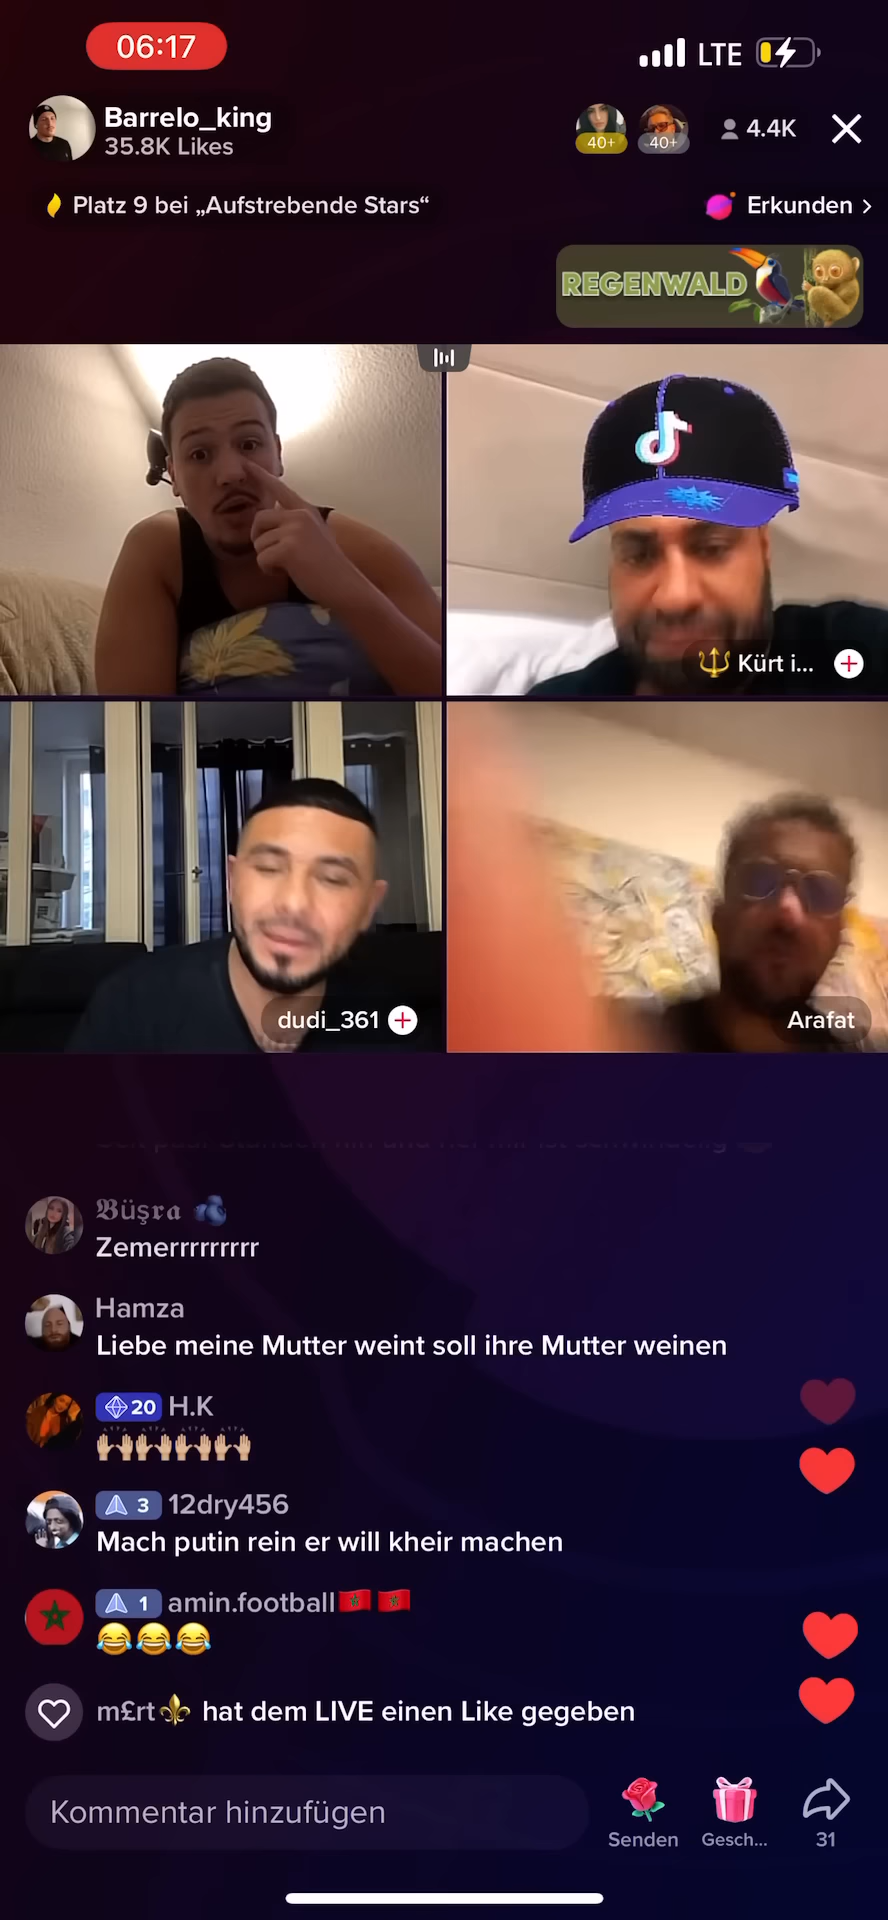 06:17
LTE
Barrelo_king
35.8K Likes
40+
40+
4.4K
Platz 9 bei „Aufstrebende Stars“
Erkunden >
REGENWALD
🔱 Kürt i...
dudi_361
Arafat
𝕭üş𝖗𝖆 🫐
Zemerrrrrrrrr
Hamza
Liebe meine Mutter weint soll ihre Mutter weinen
20 H.K
🙌🏼🙌🏼🙌🏼🙌🏼
3 12dry456
Mach putin rein er will kheir machen
1 amin.football🇲🇦🇲🇦
😂😂😂
m£rt⚜️ hat dem LIVE einen Like gegeben
Kommentar hinzufügen
Senden
Gesch...
31